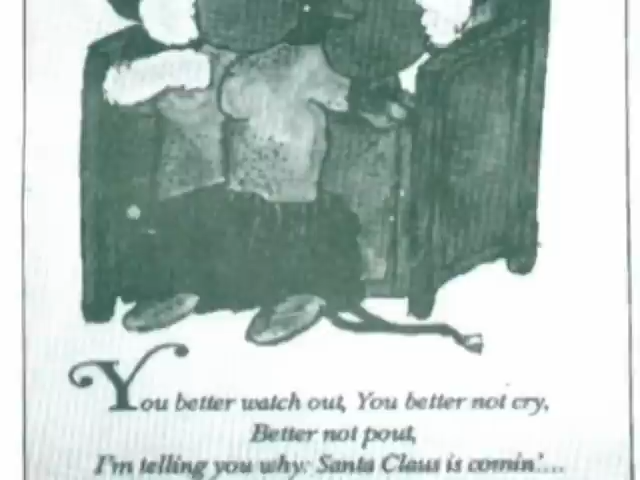 You better watch out, You better not cry,
Better not pout,
I'm telling you why: Santa Claus is comin'....